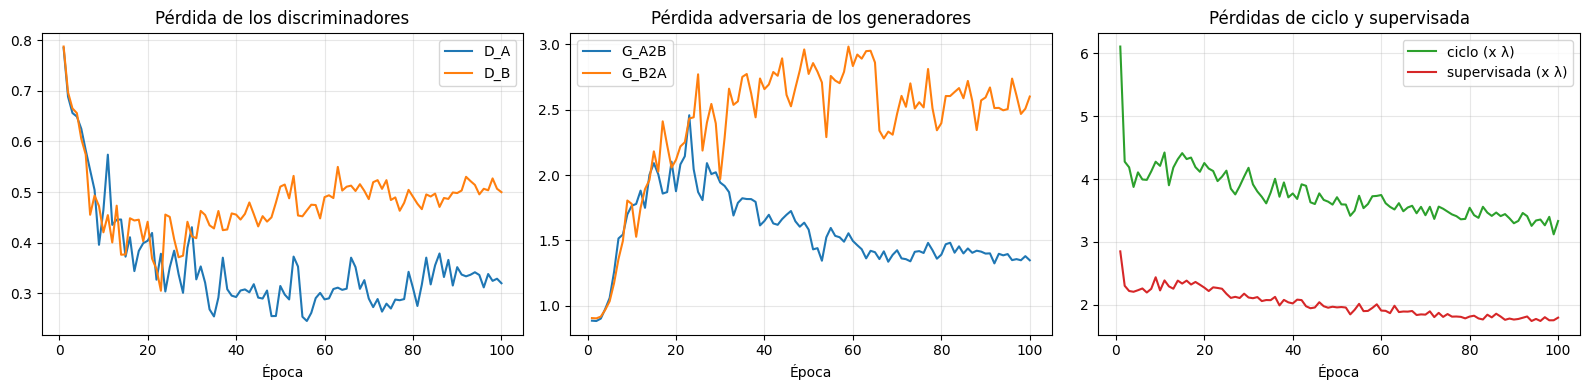 Pérdida de los discriminadores
0.8
0.7
0.6
0.5
0.4
0.3
D_A
D_B
0 20 40 60 80 100
Época
Pérdida adversaria de los generadores
3.0
2.5
2.0
1.5
1.0
G_A2B
G_B2A
0 20 40 60 80 100
Época
Pérdidas de ciclo y supervisada
6
5
4
3
2
ciclo (x λ)
supervisada (x λ)
0 20 40 60 80 100
Época